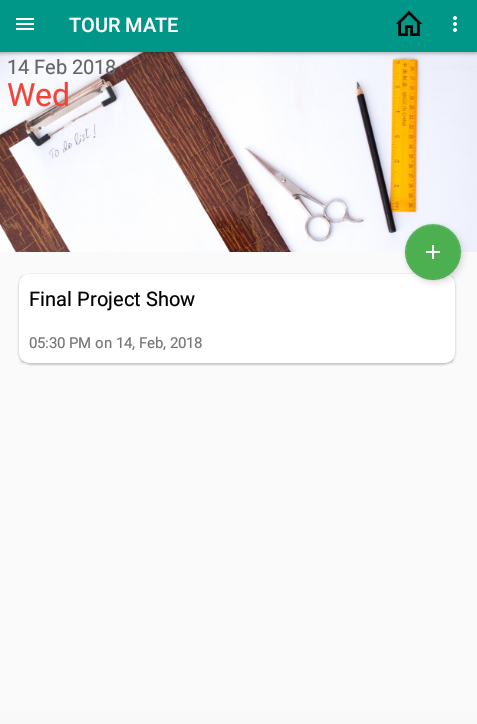 TOUR MATE
14 Feb 2018
Wed
To do list!
Final Project Show
05:30 PM on 14, Feb, 2018